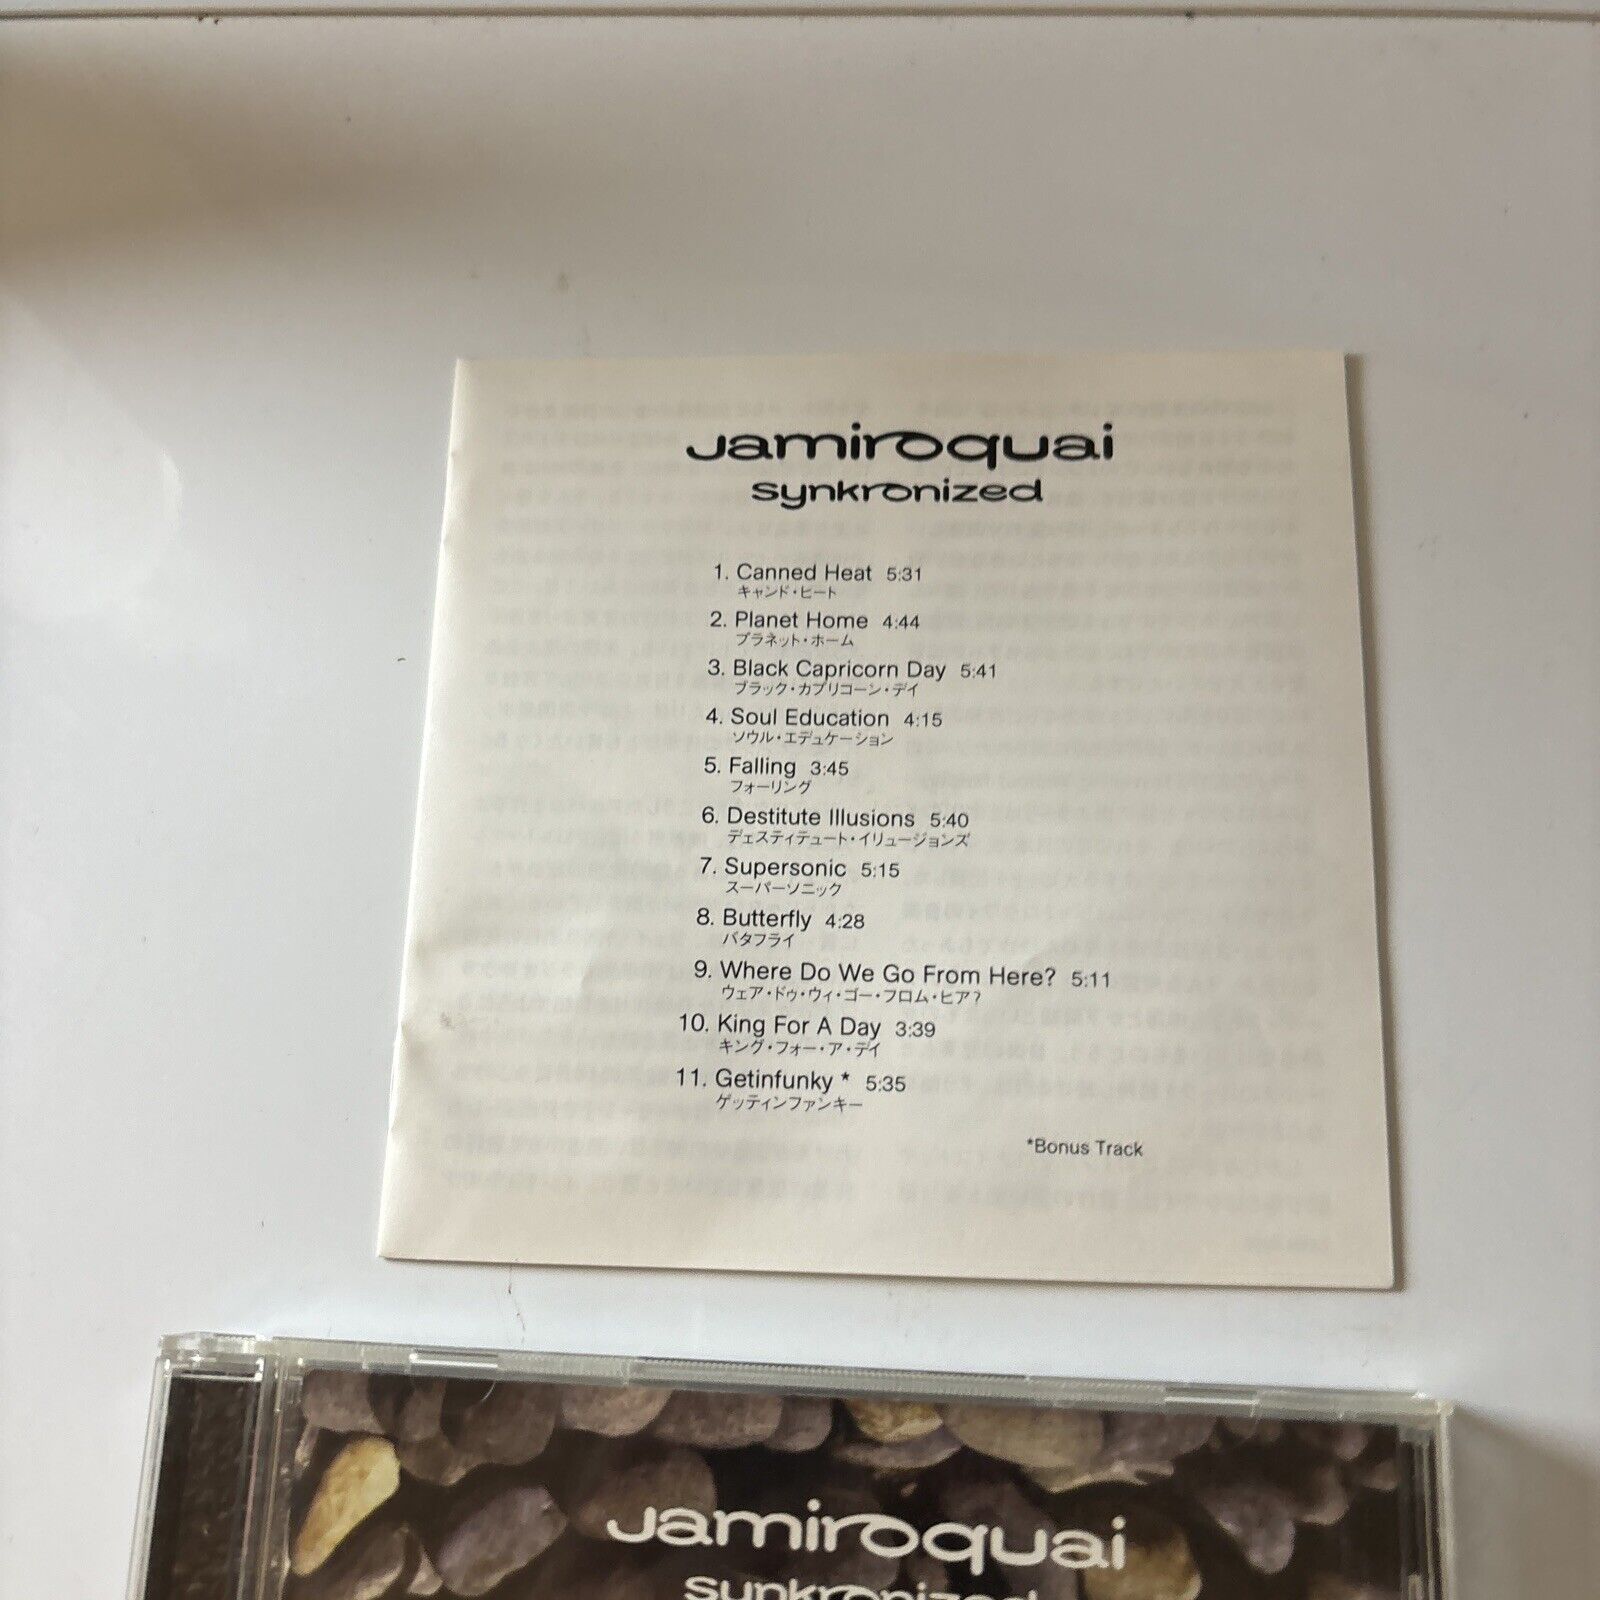 Jamiroquai
synkronized
1. Canned Heat 5:31
キャンド・ヒート
2. Planet Home 4:44
プラネット・ホーム
3. Black Capricorn Day 5:41
ブラック・カプリコーン・デイ
4. Soul Education 4:15
ソウル・エデュケーション
5. Falling 3:45
フォーリング
6. Destitute Illusions 5:40
デェスティテュート・イリュージョンズ
7. Supersonic 5:15
スーパーソニック
8. Butterfly 4:28
バタフライ
9. Where Do We Go From Here? 5:11
ウェア・ドゥ・ウィ・ゴー・フロム・ヒア?
10. King For A Day 3:39
キング・フォー・ア・デイ
11. Getinfunky * 5:35
ゲッティンファンキー
*Bonus Track
Jamiroquai
synkronized